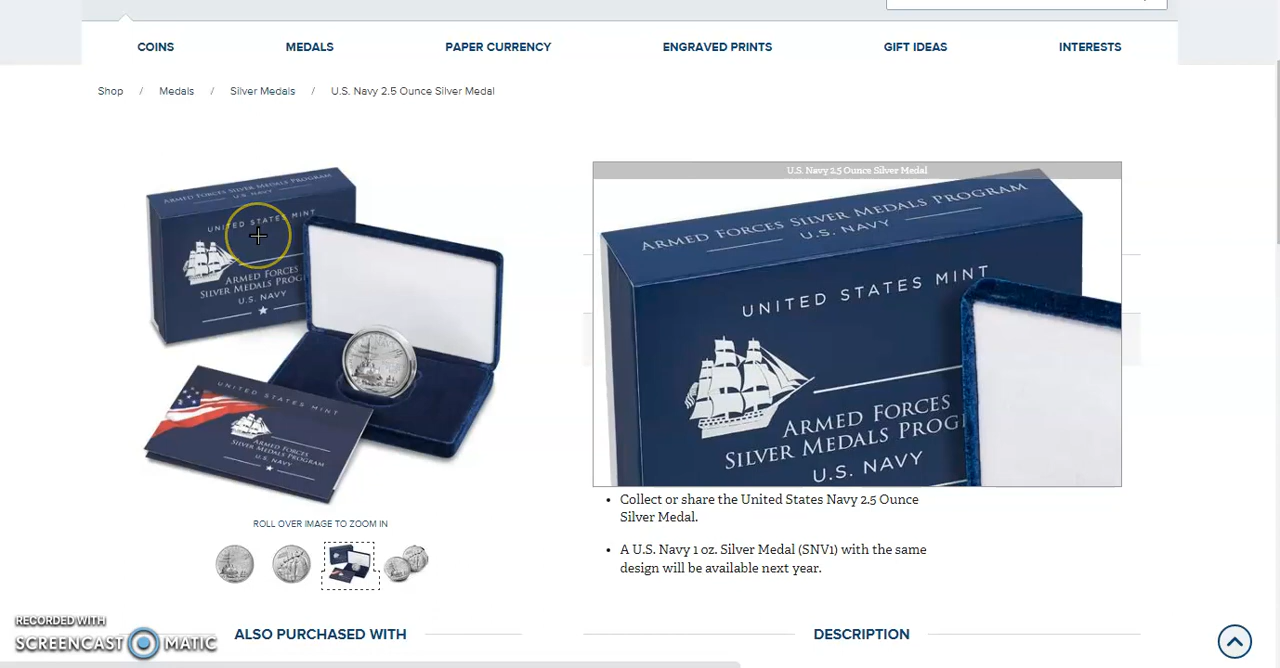 COINS MEDALS PAPER CURRENCY ENGRAVED PRINTS GIFT IDEAS INTERESTS
Shop / Medals / Silver Medals / U.S. Navy 2.5 Ounce Silver Medal
ARMED FORCES SILVER MEDALS PROGRAM
U.S. NAVY
UNITED STATES MINT
ARMED FORCES
SILVER MEDALS PROG
U.S. NAVY
UNITED STATES MINT
ARMED FORCES
SILVER MEDALS PROGRAM
U.S. NAVY
ROLL OVER IMAGE TO ZOOM IN
U.S. Navy 2.5 Ounce Silver Medal
ARMED FORCES SILVER MEDALS PROGRAM
U.S. NAVY
UNITED STATES MINT
ARMED FORCES
SILVER MEDALS PROG
U.S. NAVY
• Collect or share the United States Navy 2.5 Ounce
Silver Medal.
• A U.S. Navy 1 oz. Silver Medal (SNV1) with the same
design will be available next year.
RECORDED WITH
SCREENCAST MATIC
ALSO PURCHASED WITH
DESCRIPTION